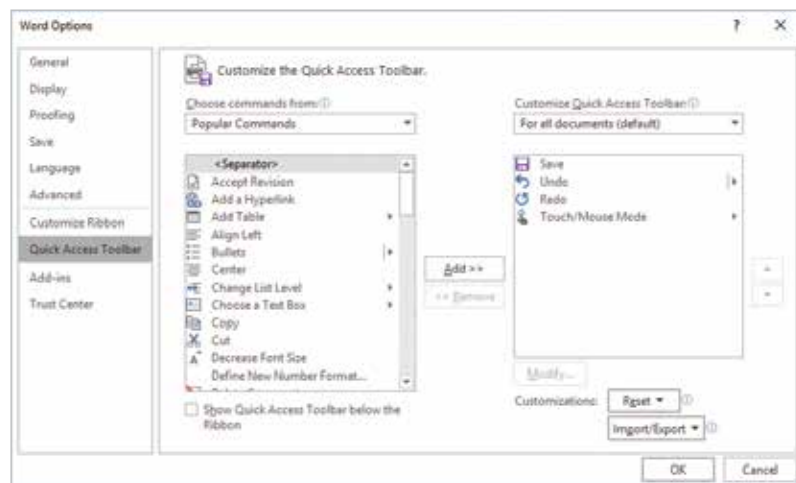 Word Options
?
General
Display
Proofing
Save
Language
Advanced
Customize Ribbon
Quick Access Toolbar
Add-ins
Trust Center
Customize the Quick Access Toolbar.
Choose commands from:
Popular Commands
<Separator>
Accept Revision
Add a Hyperlink
Add Table
Align Left
Bullets
Center
Change List Level
Choose a Text Box
Copy
Cut
Decrease Font Size
Define New Number Format...
Show Quick Access Toolbar below the
Ribbon
Add >>
<< Remove
Customize Quick Access Toolbar:
For all documents (default)
Save
Undo
Redo
Touch/Mouse Mode
Modify...
Customizations:
Reset
Import/Export
OK
Cancel